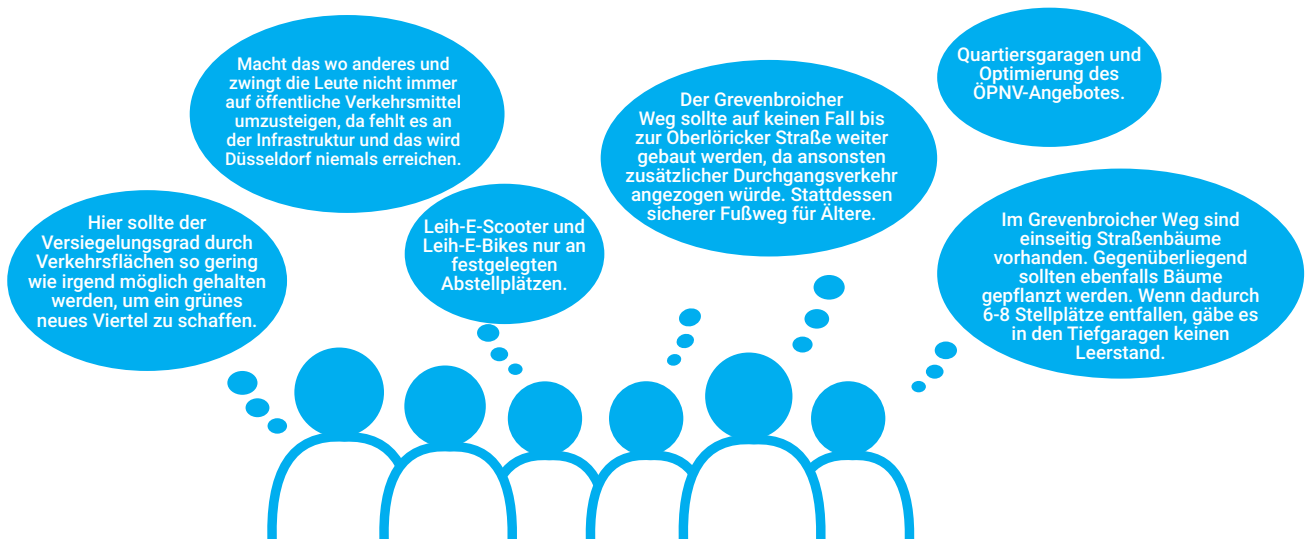 Macht das wo anderes und
zwingt die Leute nicht immer
auf öffentliche Verkehrsmittel
umzusteigen, da fehlt es an
der Infrastruktur und das wird
Düsseldorf niemals erreichen.
Quartiersgaragen und
Optimierung des
ÖPNV-Angebotes.
Der Grevenbroicher
Weg sollte auf keinen Fall bis
zur Oberlöricker Straße weiter
gebaut werden, da ansonsten
zusätzlicher Durchgangsverkehr
angezogen würde. Stattdessen
sicherer Fußweg für Ältere.
Hier sollte der
Versiegelungsgrad durch
Verkehrsflächen so gering
wie irgend möglich gehalten
werden, um ein grünes
neues Viertel zu schaffen.
Leih-E-Scooter und
Leih-E-Bikes nur an
festgelegten
Abstellplätzen.
Im Grevenbroicher Weg sind
einseitig Straßenbäume
vorhanden. Gegenüberliegend
sollten ebenfalls Bäume
gepflanzt werden. Wenn dadurch
6-8 Stellplätze entfallen, gäbe es
in den Tiefgaragen keinen
Leerstand.